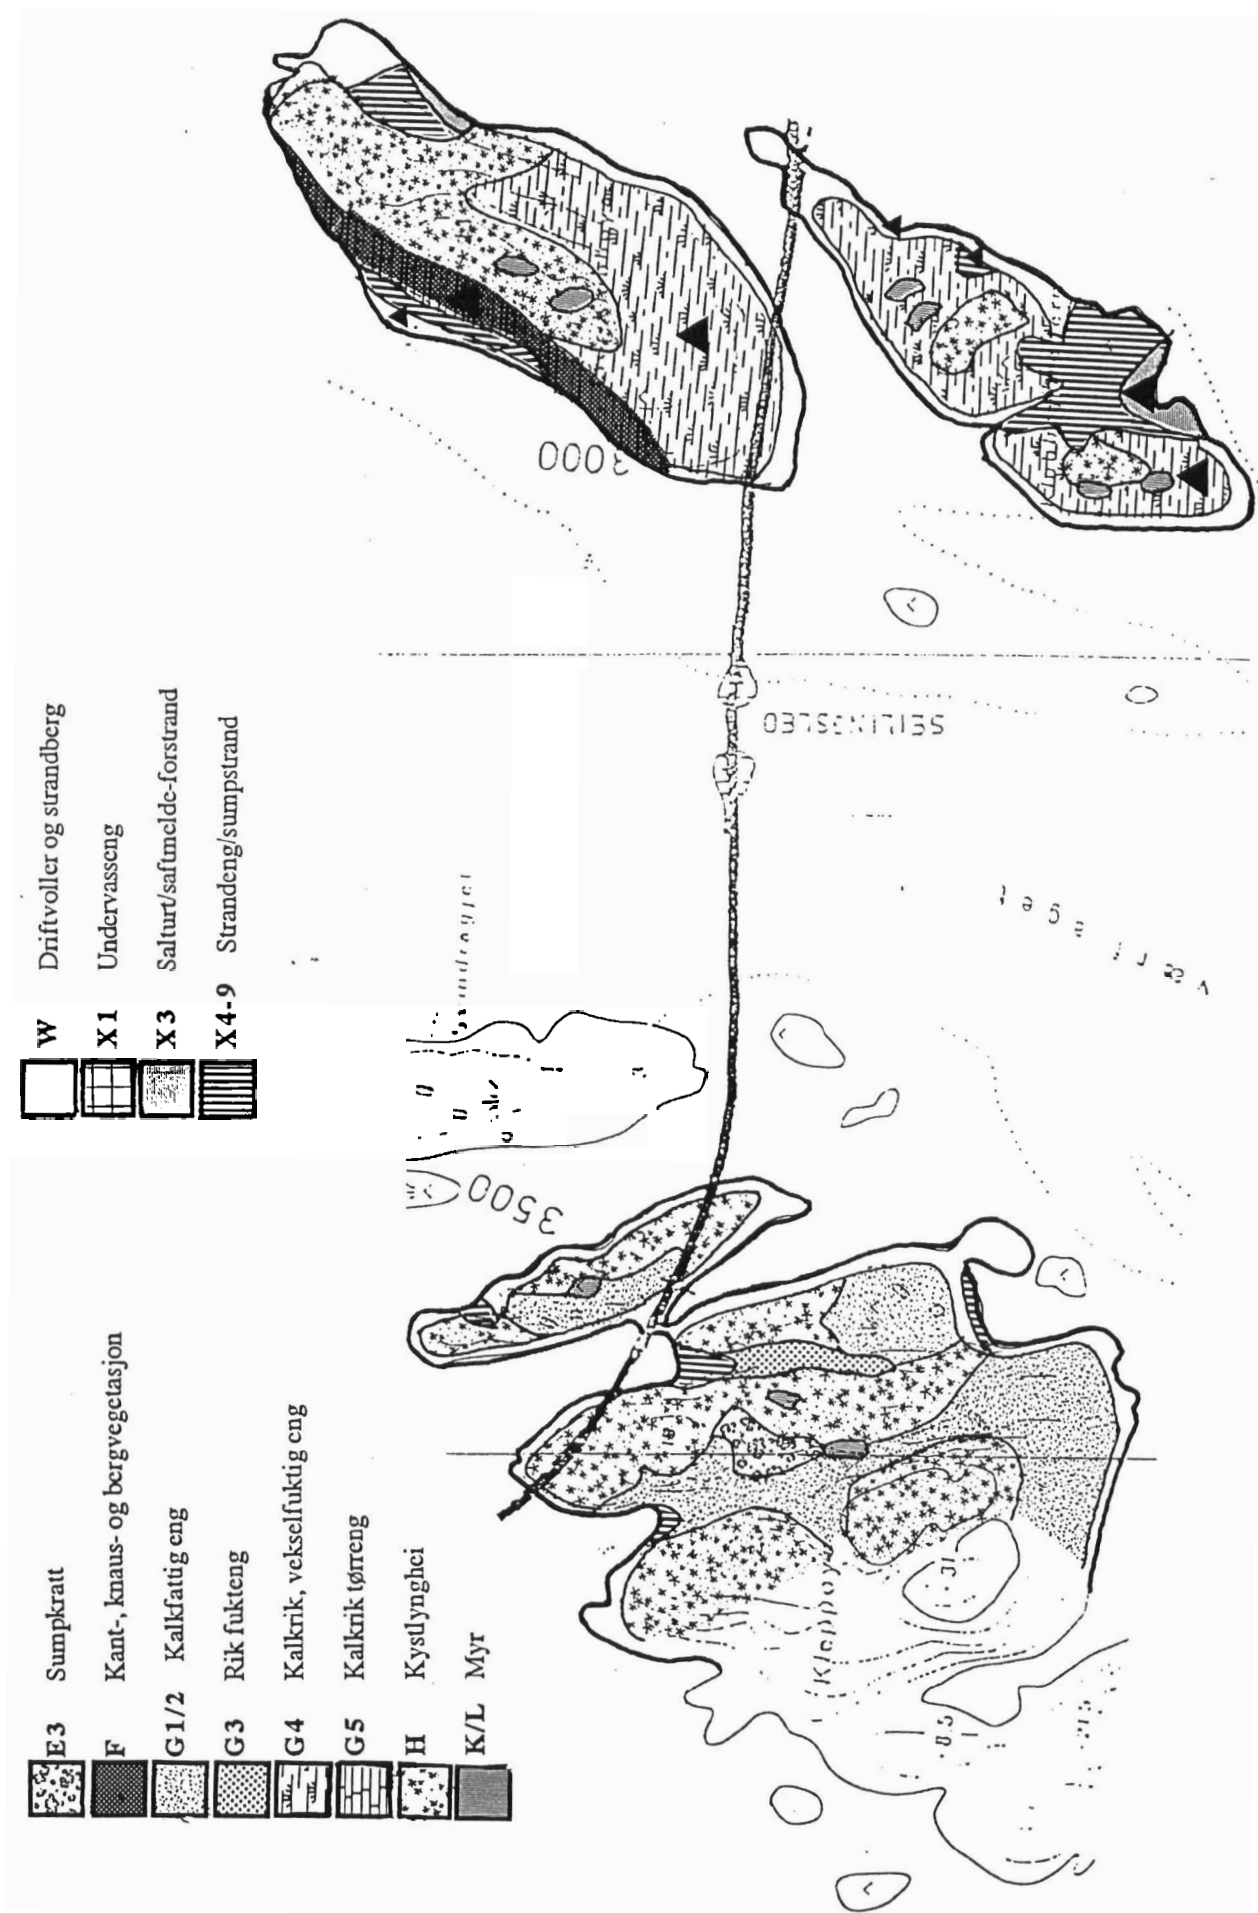 E3 Sumpkratt
F Kant-, knaus- og bergvegetasjon
G1/2 Kalkfattig eng
G3 Rik fukteng
G4 Kalkrik, vekselfuktig eng
G5 Kalkrik tørreng
H Kystlynghei
K/L Myr
W Driftvoller og strandberg
X1 Undervasseng
X3 Salturt/saftmelde-forstrand
X4-9 Strandeng/sumpstrand
3000
SEILINGSLED
3500
18
Kleppøy